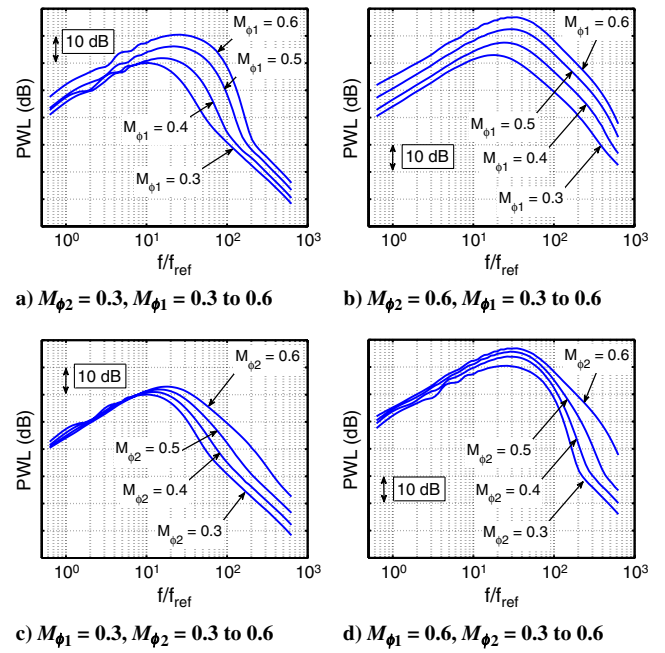 10 dB
M_ϕ1 = 0.6
M_ϕ1 = 0.5
M_ϕ1 = 0.4
M_ϕ1 = 0.3
PWL (dB)
10^0 10^1 10^2 10^3
f/f_ref
a) M_ϕ2 = 0.3, M_ϕ1 = 0.3 to 0.6
M_ϕ1 = 0.6
M_ϕ1 = 0.5
M_ϕ1 = 0.4
M_ϕ1 = 0.3
10 dB
PWL (dB)
10^0 10^1 10^2 10^3
f/f_ref
b) M_ϕ2 = 0.6, M_ϕ1 = 0.3 to 0.6
10 dB
M_ϕ2 = 0.6
M_ϕ2 = 0.5
M_ϕ2 = 0.4
M_ϕ2 = 0.3
PWL (dB)
10^0 10^1 10^2 10^3
f/f_ref
c) M_ϕ1 = 0.3, M_ϕ2 = 0.3 to 0.6
M_ϕ2 = 0.6
M_ϕ2 = 0.5
M_ϕ2 = 0.4
M_ϕ2 = 0.3
10 dB
PWL (dB)
10^0 10^1 10^2 10^3
f/f_ref
d) M_ϕ1 = 0.6, M_ϕ2 = 0.3 to 0.6